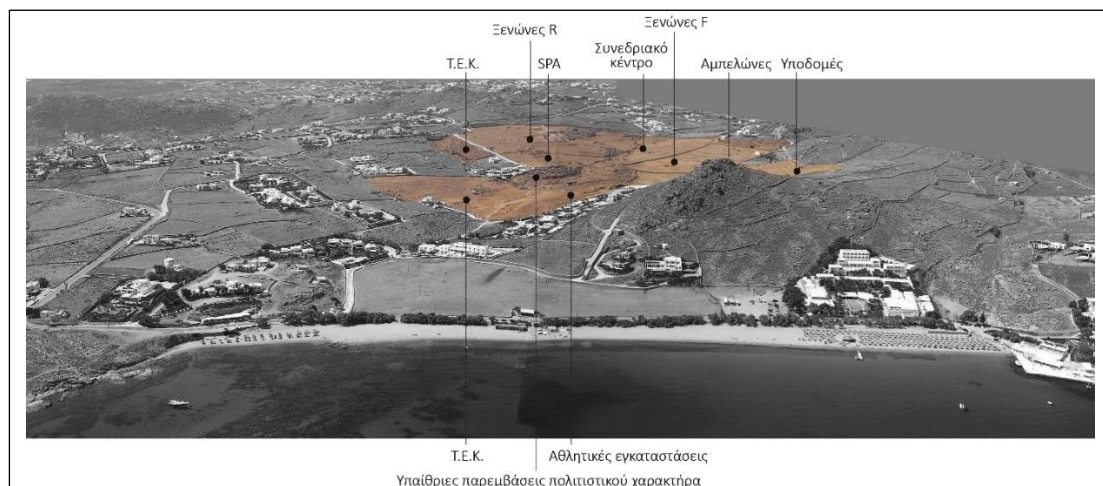 Ξενώνες R
Ξενώνες F
Συνεδριακό
κέντρο
Τ.Ε.Κ.
SPA
Αμπελώνες
Υποδομές
Τ.Ε.Κ.
Αθλητικές εγκαταστάσεις
Υπαίθριες παρεμβάσεις πολιτιστικού χαρακτήρα